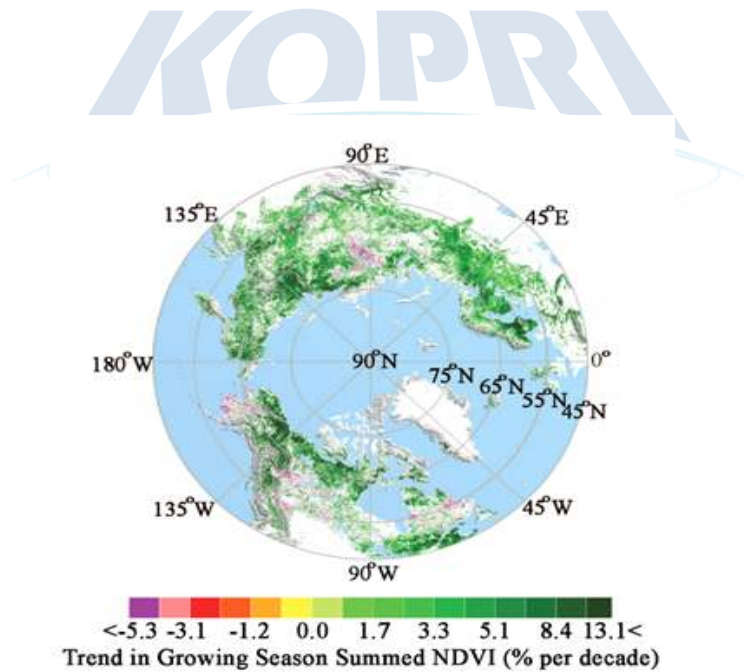 KOPRI
90°E
135°E
45°E
180°W
90°N
0°
75°N
65°N
55°N
45°N
135°W
45°W
90°W
<-5.3 -3.1 -1.2 0.0 1.7 3.3 5.1 8.4 13.1<
Trend in Growing Season Summed NDVI (% per decade)